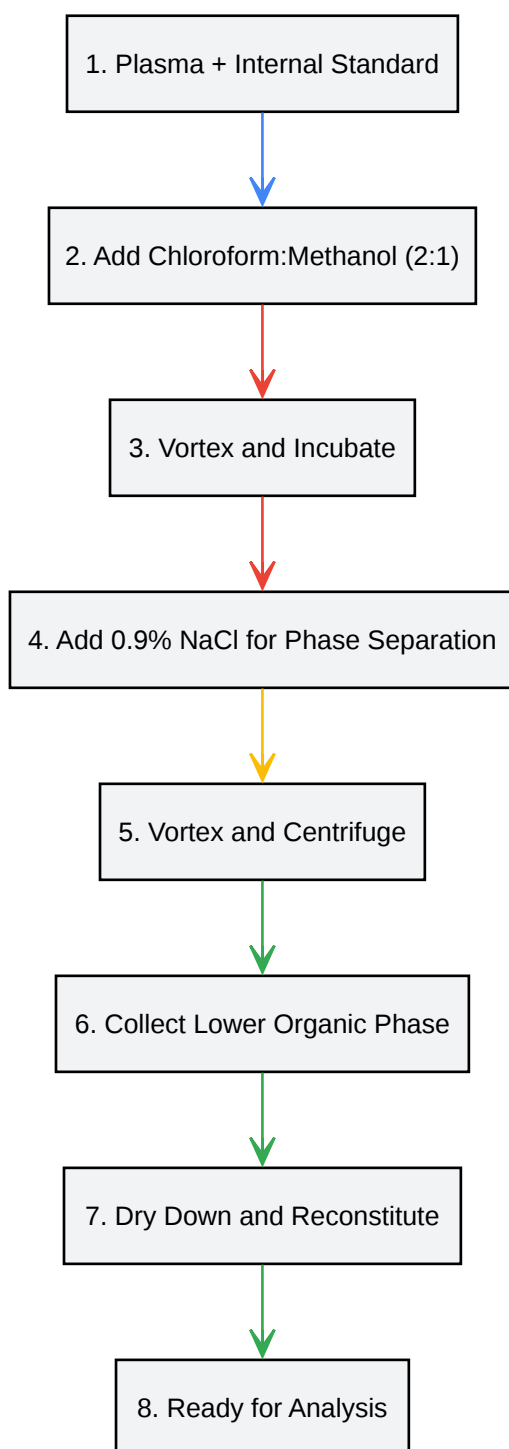 1. Plasma + Internal Standard
2. Add Chloroform:Methanol (2:1)
3. Vortex and Incubate
4. Add 0.9% NaCl for Phase Separation
5. Vortex and Centrifuge
6. Collect Lower Organic Phase
7. Dry Down and Reconstitute
8. Ready for Analysis